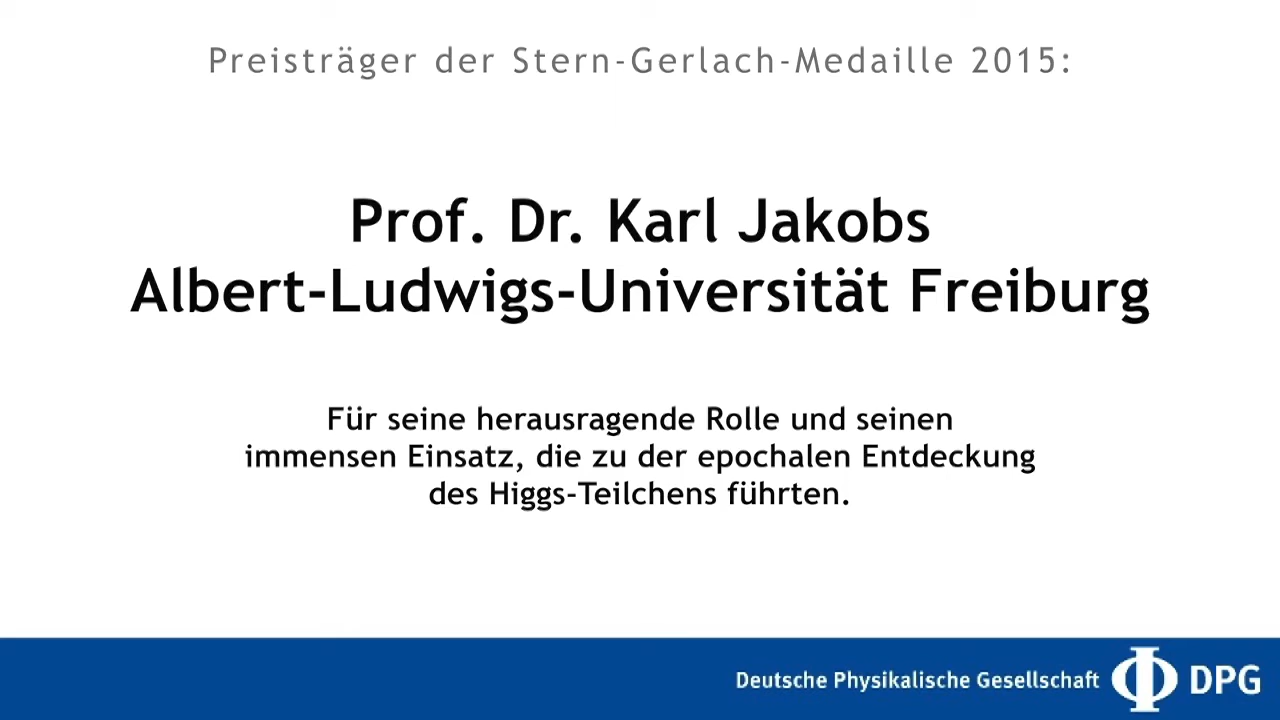 Preisträger der Stern-Gerlach-Medaille 2015:
Prof. Dr. Karl Jakobs
Albert-Ludwigs-Universität Freiburg
Für seine herausragende Rolle und seinen
immensen Einsatz, die zu der epochalen Entdeckung
des Higgs-Teilchens führten.
Deutsche Physikalische Gesellschaft DPG